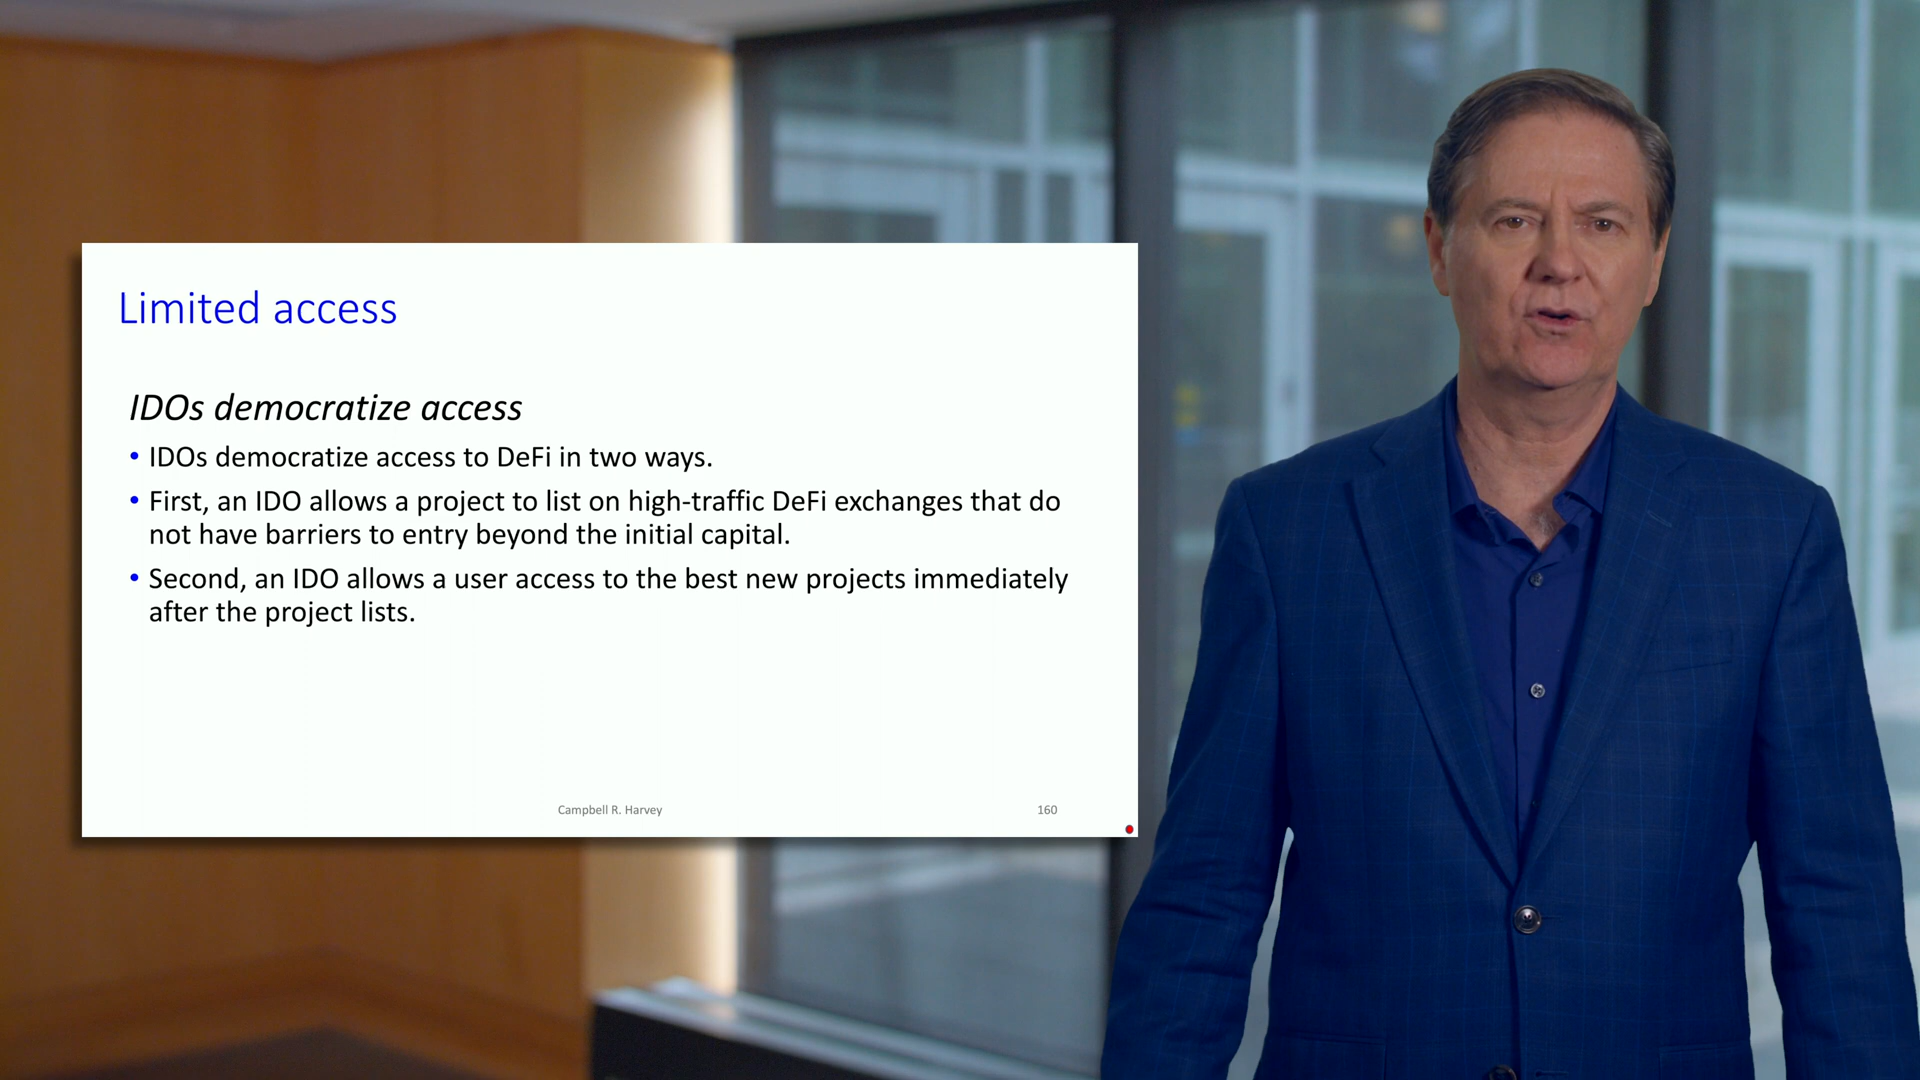 Limited access
IDOs democratize access
• IDOs democratize access to DeFi in two ways.
• First, an IDO allows a project to list on high-traffic DeFi exchanges that do
not have barriers to entry beyond the initial capital.
• Second, an IDO allows a user access to the best new projects immediately
after the project lists.
Campbell R. Harvey
160